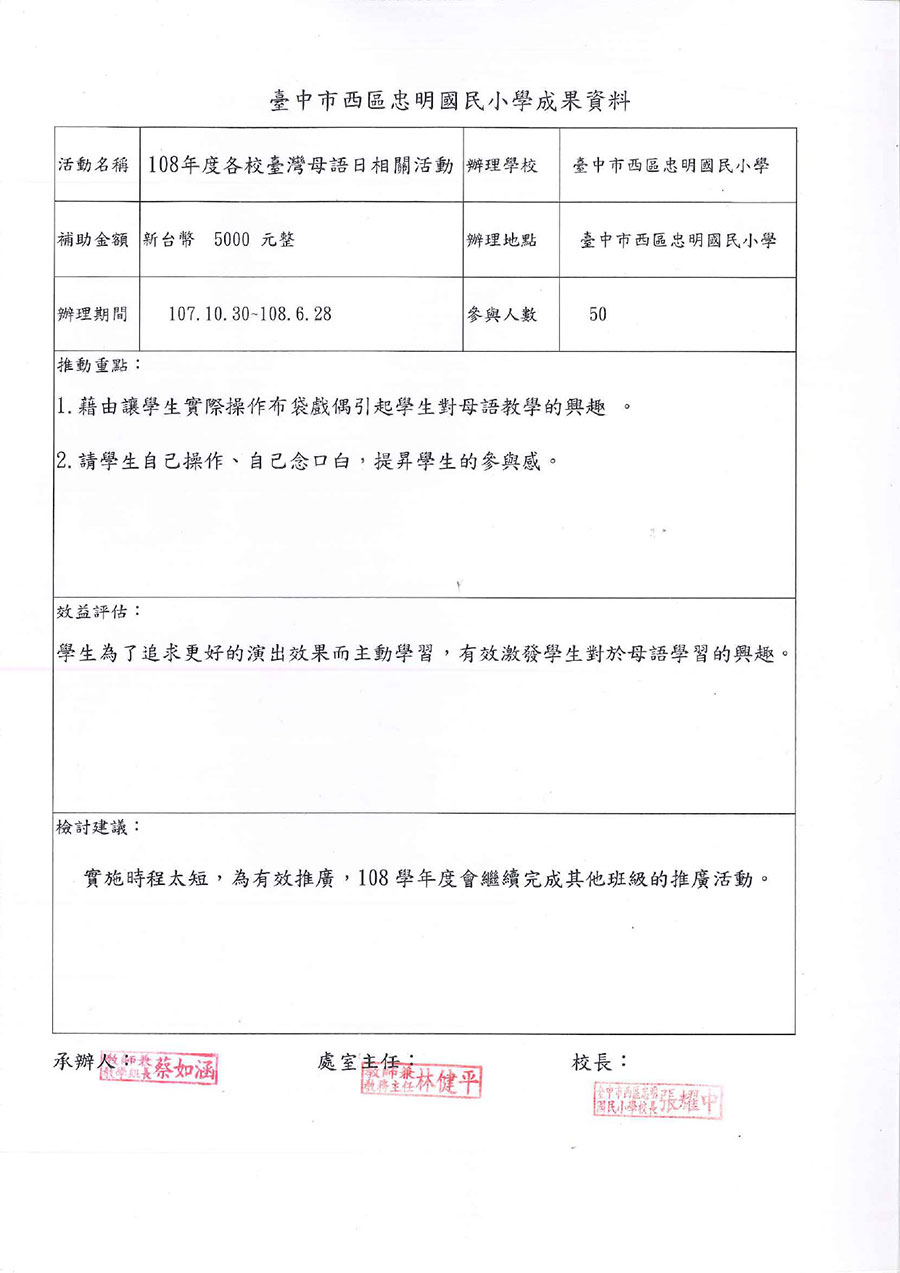 臺中市西區忠明國民小學成果資料
活動名稱 108年度各校臺灣母語日相關活動 辦理學校 臺中市西區忠明國民小學
補助金額 新台幣 5000 元整 辦理地點 臺中市西區忠明國民小學
辦理期間 107.10.30~108.6.28 參與人數 50
推動重點：
1.藉由讓學生實際操作布袋戲偶引起學生對母語教學的興趣 。
2.請學生自己操作、自己念口白，提昇學生的參與感。
效益評估：
學生為了追求更好的演出效果而主動學習，有效激發學生對於母語學習的興趣。
檢討建議：
實施時程太短，為有效推廣，108 學年度會繼續完成其他班級的推廣活動。
承辦人： 處室主任： 校長：
教師兼
教學組長 蔡如涵
教師兼
教務主任 林健平
臺中市西區忠明
國民小學校長 張耀中